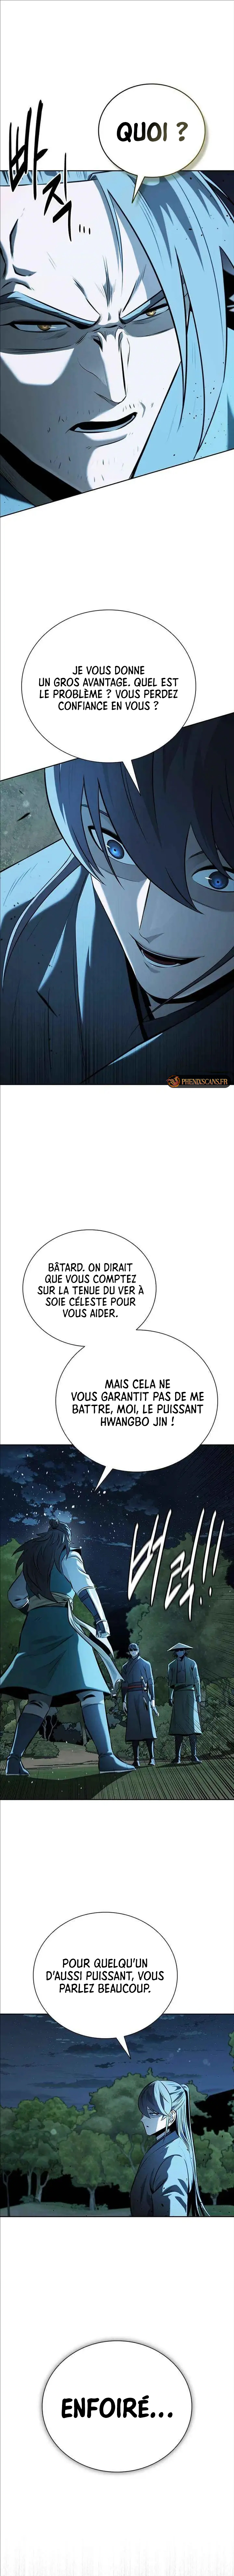 QUOI ?
빠
직
JE VOUS DONNE
UN GROS AVANTAGE. QUEL EST
LE PROBLÈME ? VOUS PERDEZ
CONFIANCE EN VOUS ?
PHENIXSCANS.FR
BÂTARD. ON DIRAIT
QUE VOUS COMPTEZ
SUR LA TENUE DU VER À
SOIE CÉLESTE POUR
VOUS AIDER.
MAIS CELA NE
VOUS GARANTIT PAS DE ME
BATTRE, MOI, LE PUISSANT
HWANGBO JIN !
버럭!!
POUR QUELQU'UN
D'AUSSI PUISSANT, VOUS
PARLEZ BEAUCOUP.
ENFOIRÉ...